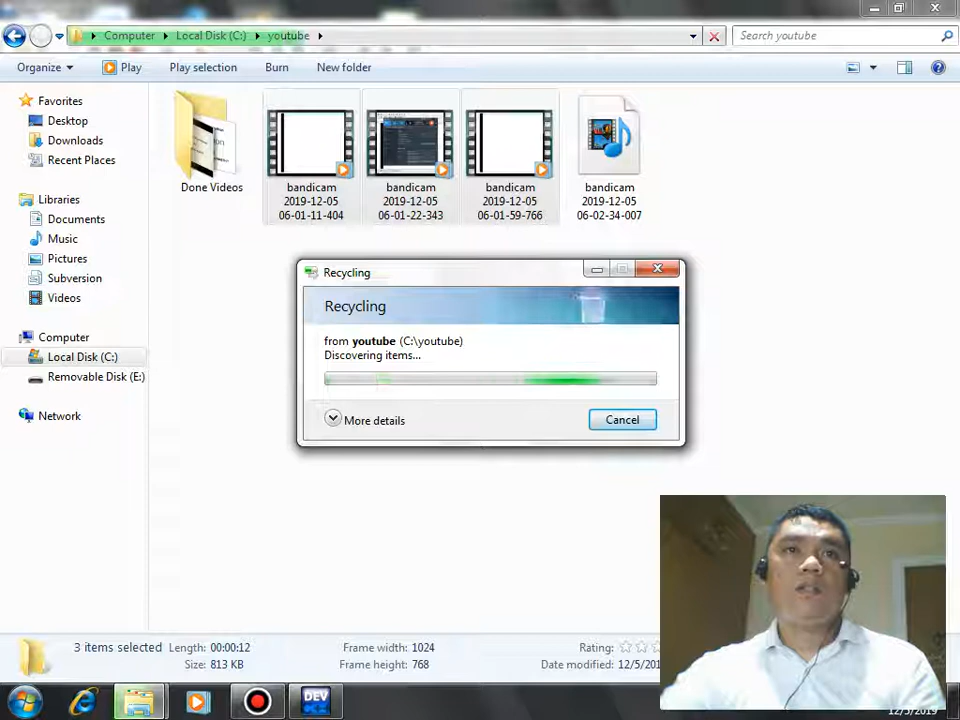 Computer
Local Disk (C:)
youtube
Search youtube
Organize
Play
Play selection
Burn
New folder
Favorites
Desktop
Downloads
Recent Places
Libraries
Documents
Music
Pictures
Subversion
Videos
Computer
Local Disk (C:)
Removable Disk (E:)
Network
Done Videos
bandicam
2019-12-05
06-01-11-404
bandicam
2019-12-05
06-01-22-343
bandicam
2019-12-05
06-01-59-766
bandicam
2019-12-05
06-02-34-007
Recycling
Recycling
from youtube (C:\youtube)
Discovering items...
More details
Cancel
3 items selected
Length: 00:00:12
Size: 813 KB
Frame width: 1024
Frame height: 768
Rating:
Date modified: 12/5/201
DEV
12/5/2019